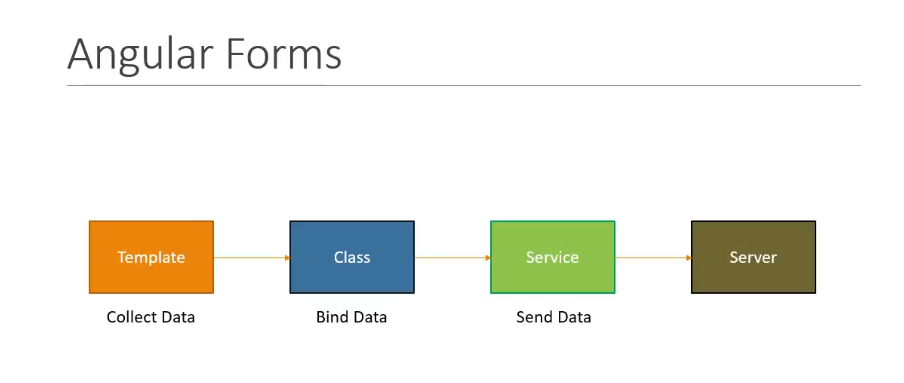 Angular Forms
Template
Class
Service
Server
Collect Data
Bind Data
Send Data